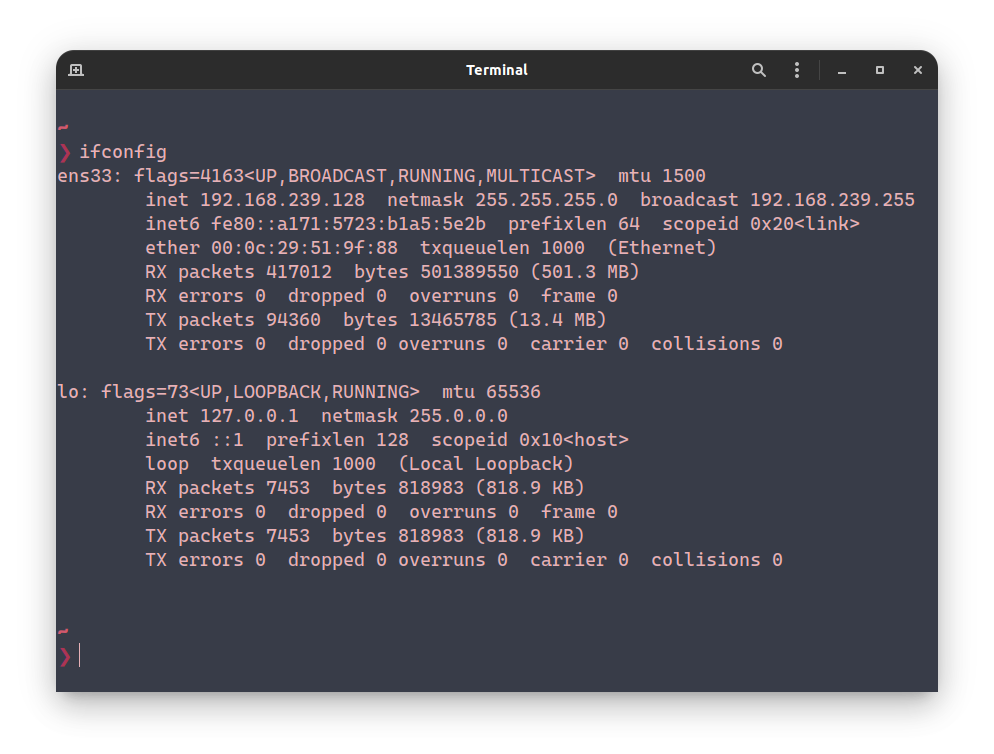 Terminal
~
❯ ifconfig
ens33: flags=4163<UP,BROADCAST,RUNNING,MULTICAST>  mtu 1500
        inet 192.168.239.128  netmask 255.255.255.0  broadcast 192.168.239.255
        inet6 fe80::a171:5723:b1a5:5e2b  prefixlen 64  scopeid 0x20<link>
        ether 00:0c:29:51:9f:88  txqueuelen 1000  (Ethernet)
        RX packets 417012  bytes 501389550 (501.3 MB)
        RX errors 0  dropped 0  overruns 0  frame 0
        TX packets 94360  bytes 13465785 (13.4 MB)
        TX errors 0  dropped 0 overruns 0  carrier 0  collisions 0
lo: flags=73<UP,LOOPBACK,RUNNING>  mtu 65536
        inet 127.0.0.1  netmask 255.0.0.0
        inet6 ::1  prefixlen 128  scopeid 0x10<host>
        loop  txqueuelen 1000  (Local Loopback)
        RX packets 7453  bytes 818983 (818.9 KB)
        RX errors 0  dropped 0  overruns 0  frame 0
        TX packets 7453  bytes 818983 (818.9 KB)
        TX errors 0  dropped 0 overruns 0  carrier 0  collisions 0
~
❯